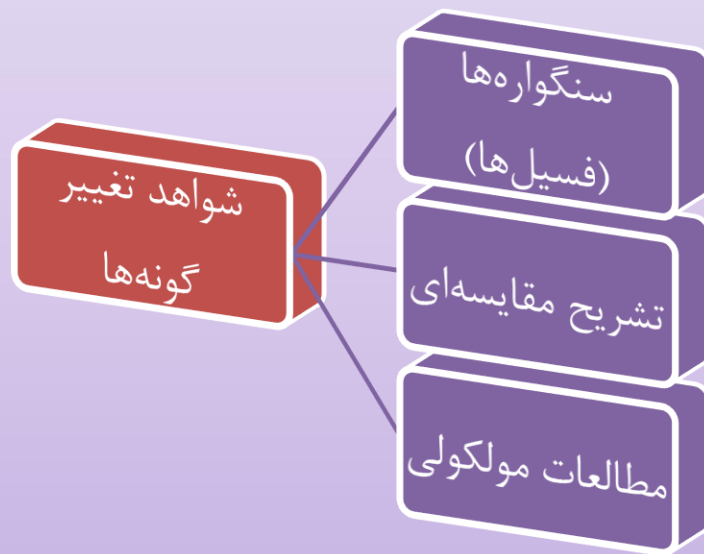 شواهد تغییر
گونه‌ها
سنگواره‌ها
(فسیل‌ها)
تشریح مقایسه‌ای
مطالعات مولکولی